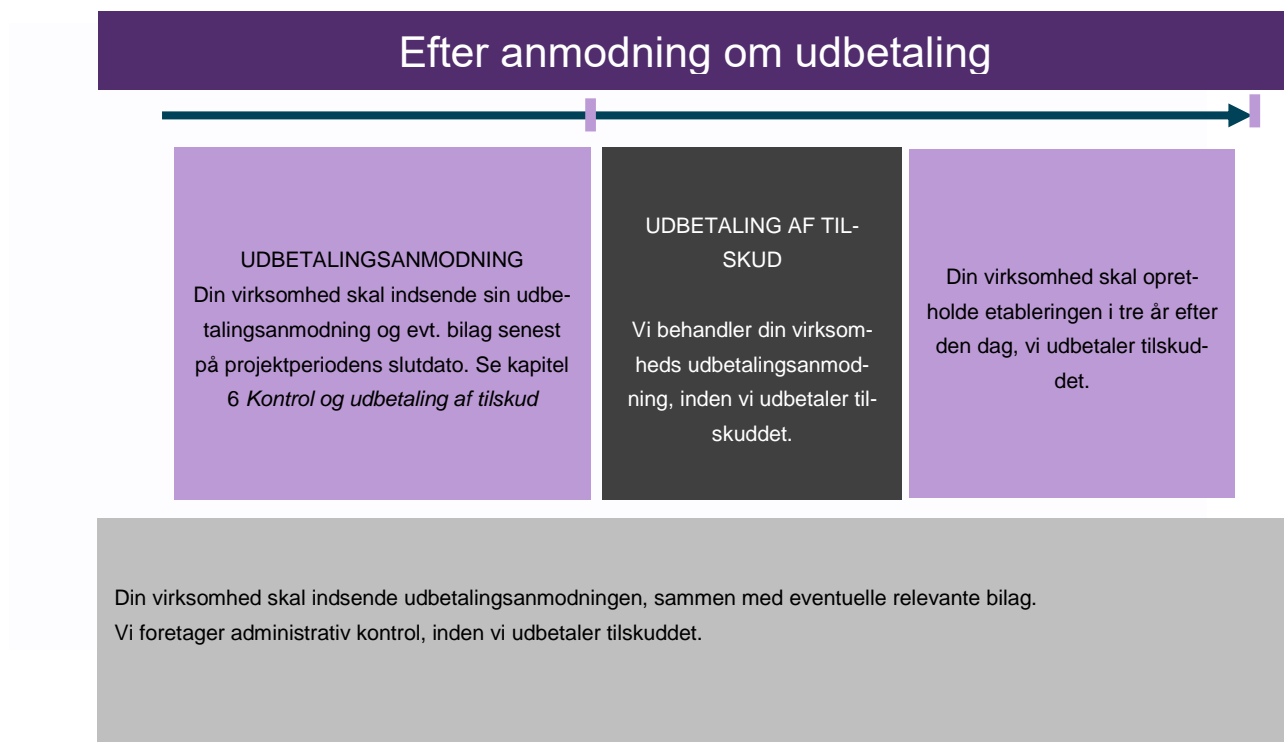 Efter anmodning om udbetaling
UDBETALINGSANMODNING
Din virksomhed skal indsende sin udbe-
talingsanmodning og evt. bilag senest
på projektperiodens slutdato. Se kapitel
6 Kontrol og udbetaling af tilskud
UDBETALING AF TIL-
SKUD
Vi behandler din virksom-
heds udbetalingsanmod-
ning, inden vi udbetaler til-
skuddet.
Din virksomhed skal opret-
holde etableringen i tre år efter
den dag, vi udbetaler tilskud-
det.
Din virksomhed skal indsende udbetalingsanmodningen, sammen med eventuelle relevante bilag.
Vi foretager administrativ kontrol, inden vi udbetaler tilskuddet.